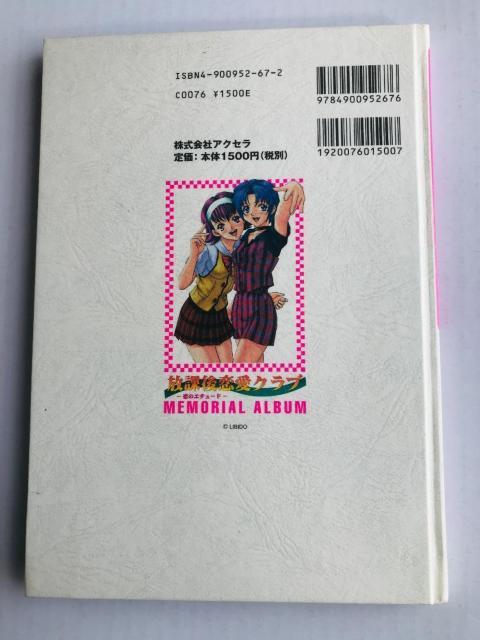 ISBN4-900952-67-2
C0076 ¥1500E
9784900952676
株式会社アクセラ
定価：本体1500円（税別）
1920076015007
放課後恋愛クラブ
－恋のエチュード－
MEMORIAL ALBUM
© LIBIDO